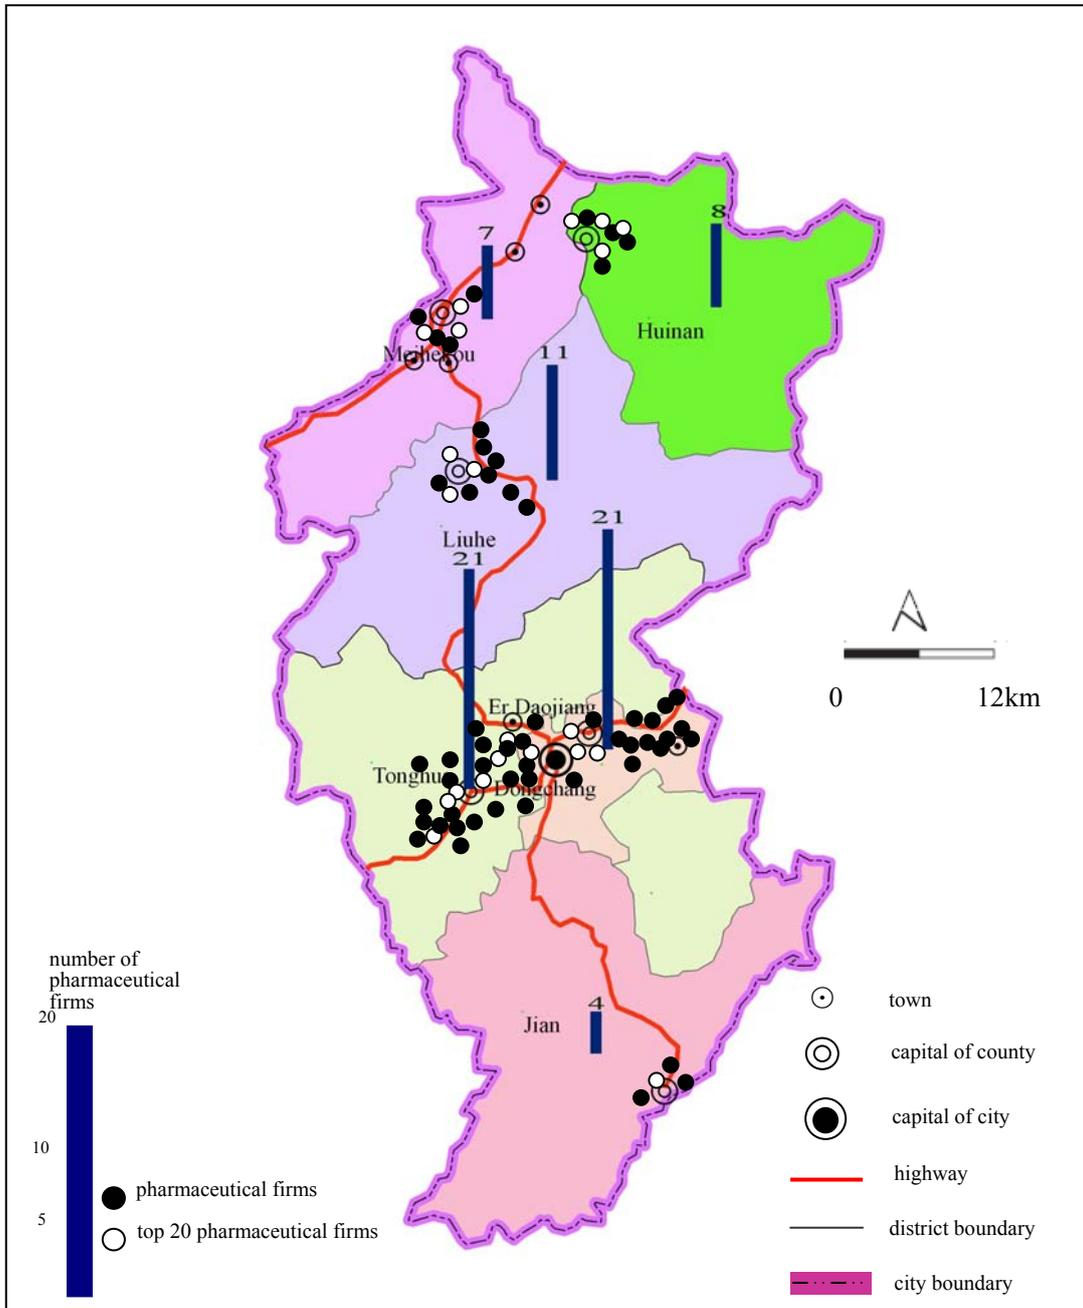 8
7
Huinan
Meihekou
11
21
Liuhe
21
0 12km
Er Daojiang
Tonghua
Dongchang
number of
pharmaceutical
firms
20
10
5
4
Jian
pharmaceutical firms
top 20 pharmaceutical firms
town
capital of county
capital of city
highway
district boundary
city boundary